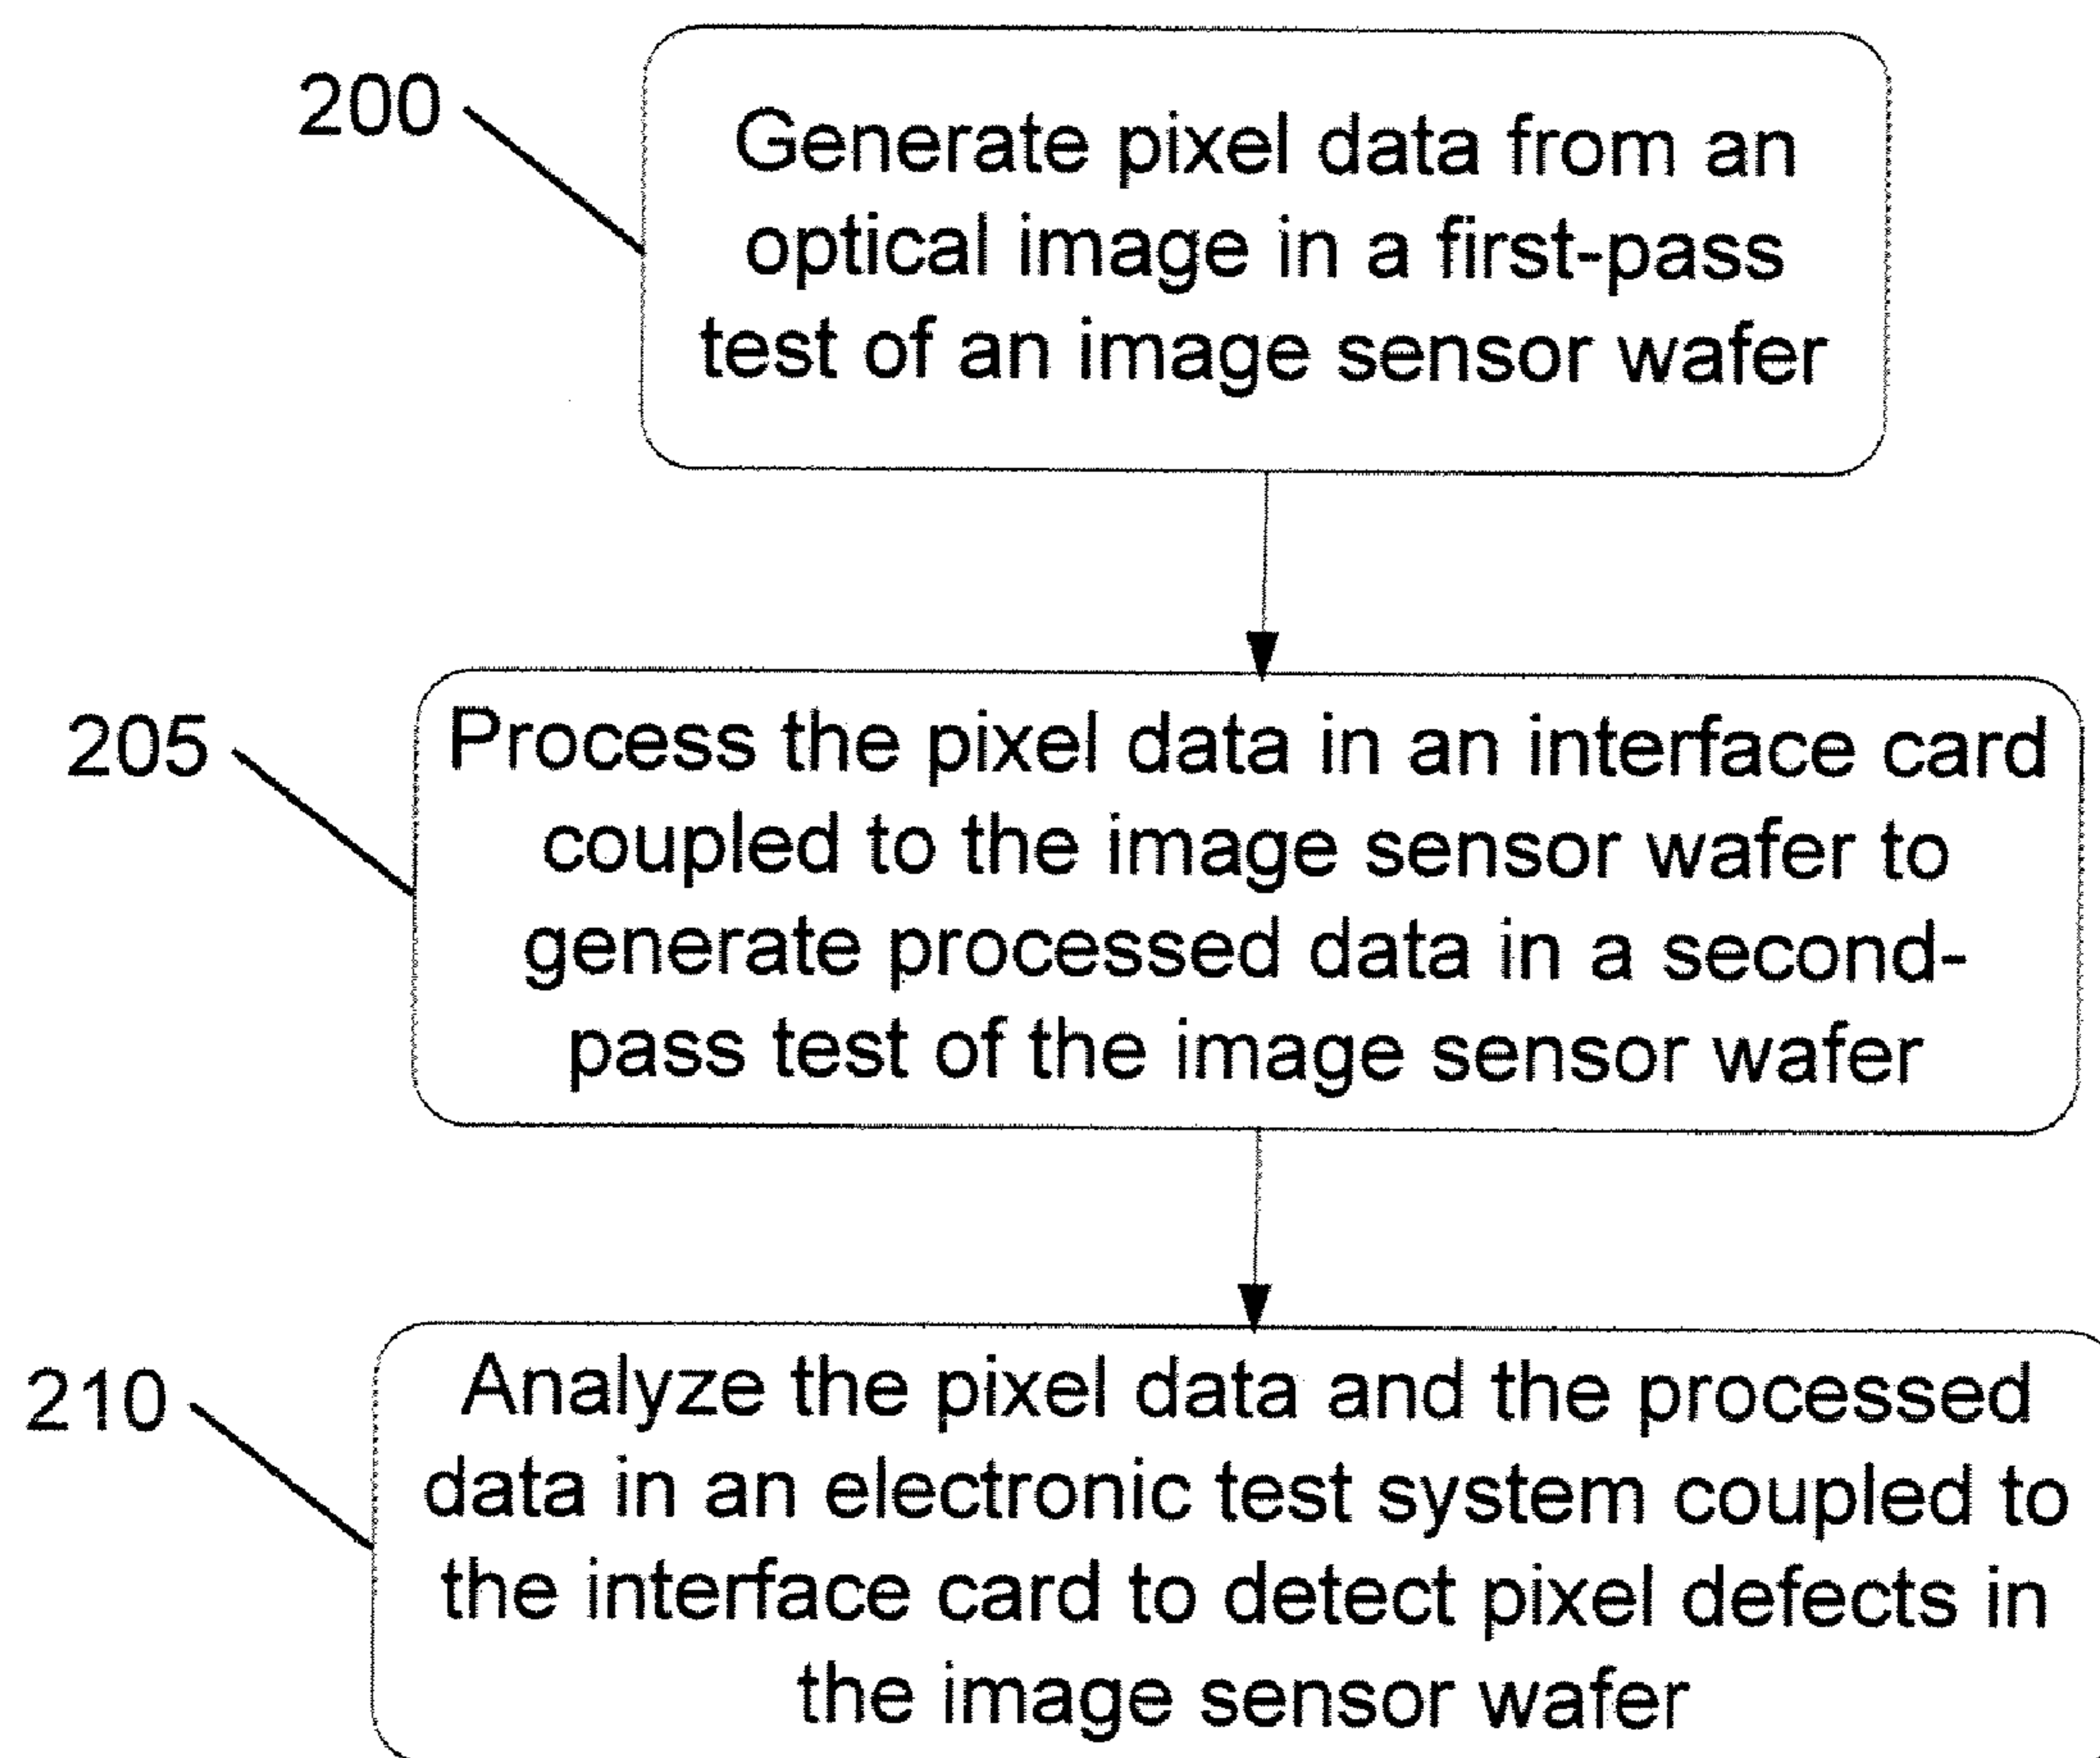 200
Generate pixel data from an
optical image in a first-pass
test of an image sensor wafer
205
Process the pixel data in an interface card
coupled to the image sensor wafer to
generate processed data in a second-
pass test of the image sensor wafer
210
Analyze the pixel data and the processed
data in an electronic test system coupled to
the interface card to detect pixel defects in
the image sensor wafer